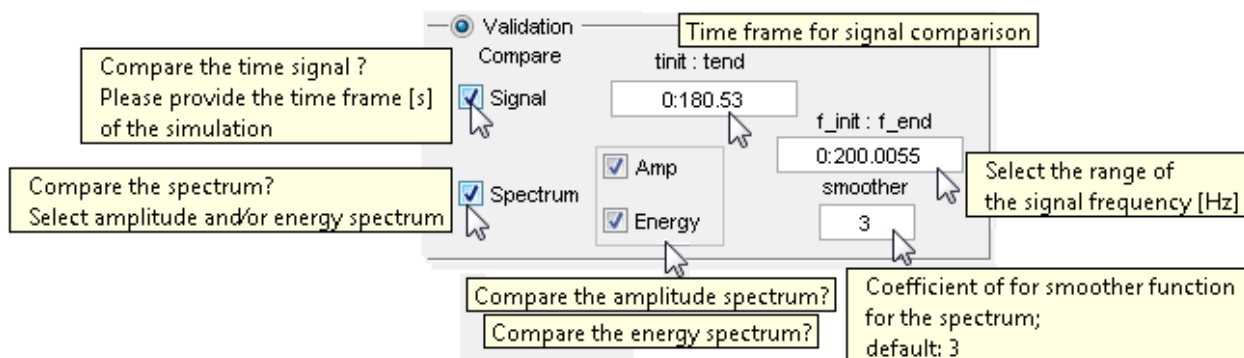 Validation
Time frame for signal comparison
Compare
tinit : tend
Compare the time signal ?
Please provide the time frame [s]
of the simulation
Signal
0:180.53
f_init : f_end
0:200.0055
Amp
Select the range of
the signal frequency [Hz]
Compare the spectrum?
Select amplitude and/or energy spectrum
Spectrum
smoother
Energy
3
Compare the amplitude spectrum?
Compare the energy spectrum?
Coefficient of for smoother function
for the spectrum;
default: 3